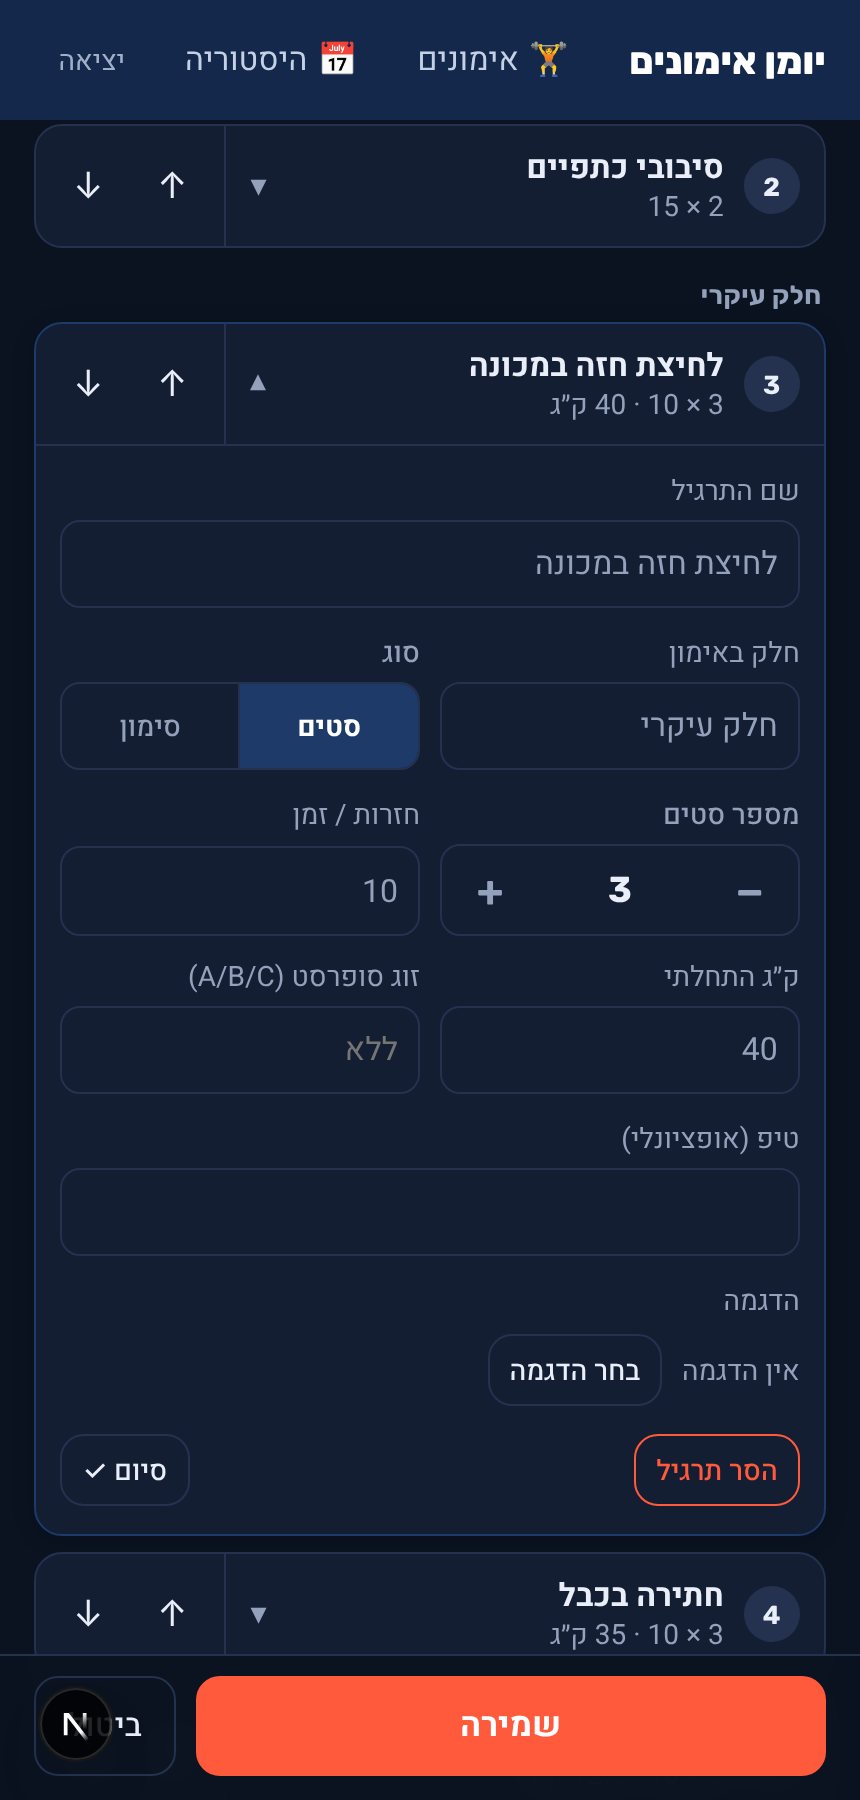 יומן אימונים
🏋️ אימונים
📅 היסטוריה
יציאה
2
סיבובי כתפיים
2 × 15
▼
↑
↓
חלק עיקרי
3
לחיצת חזה במכונה
3 × 10 · 40 ק״ג
▲
↑
↓
שם התרגיל
לחיצת חזה במכונה
חלק באימון
סוג
חלק עיקרי
סטים
סימון
מספר סטים
חזרות / זמן
−
3
+
10
ק״ג התחלתי
זוג סופרסט (A/B/C)
40
ללא
טיפ (אופציונלי)
הדגמה
אין הדגמה
בחר הדגמה
הסר תרגיל
סיום ✓
4
חתירה בכבל
3 × 10 · 35 ק״ג
▼
↑
↓
שמירה
N